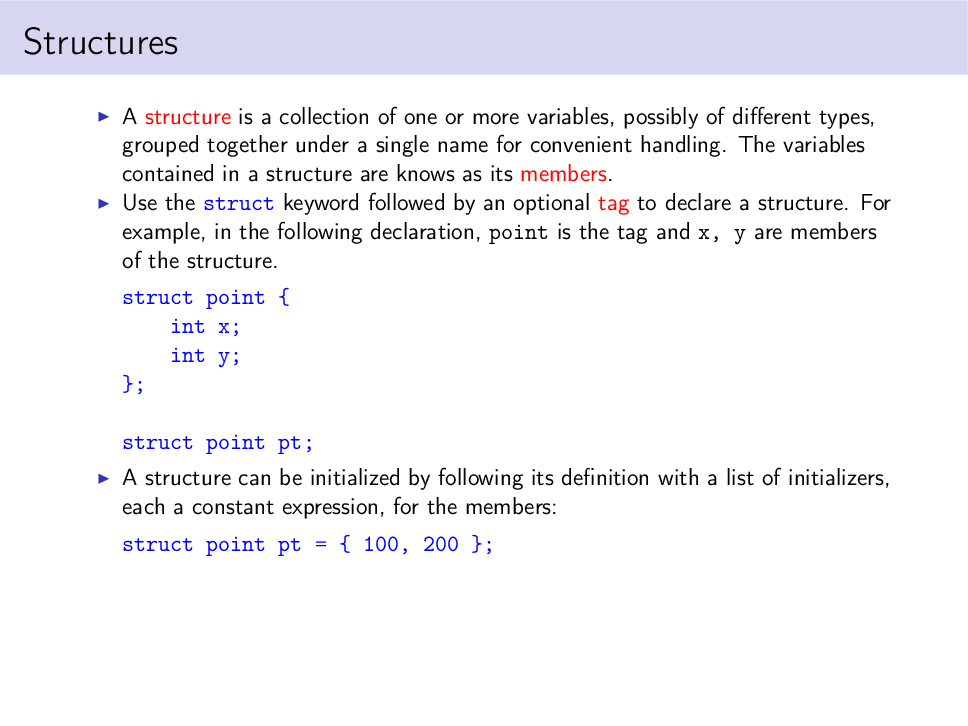 Structures
A structure is a collection of one or more variables, possibly of different types,
grouped together under a single name for convenient handling. The variables
contained in a structure are knows as its members.
Use the struct keyword followed by an optional tag to declare a structure. For
example, in the following declaration, point is the tag and x, y are members
of the structure.
struct point {
    int x;
    int y;
};
struct point pt;
A structure can be initialized by following its definition with a list of initializers,
each a constant expression, for the members:
struct point pt = { 100, 200 };